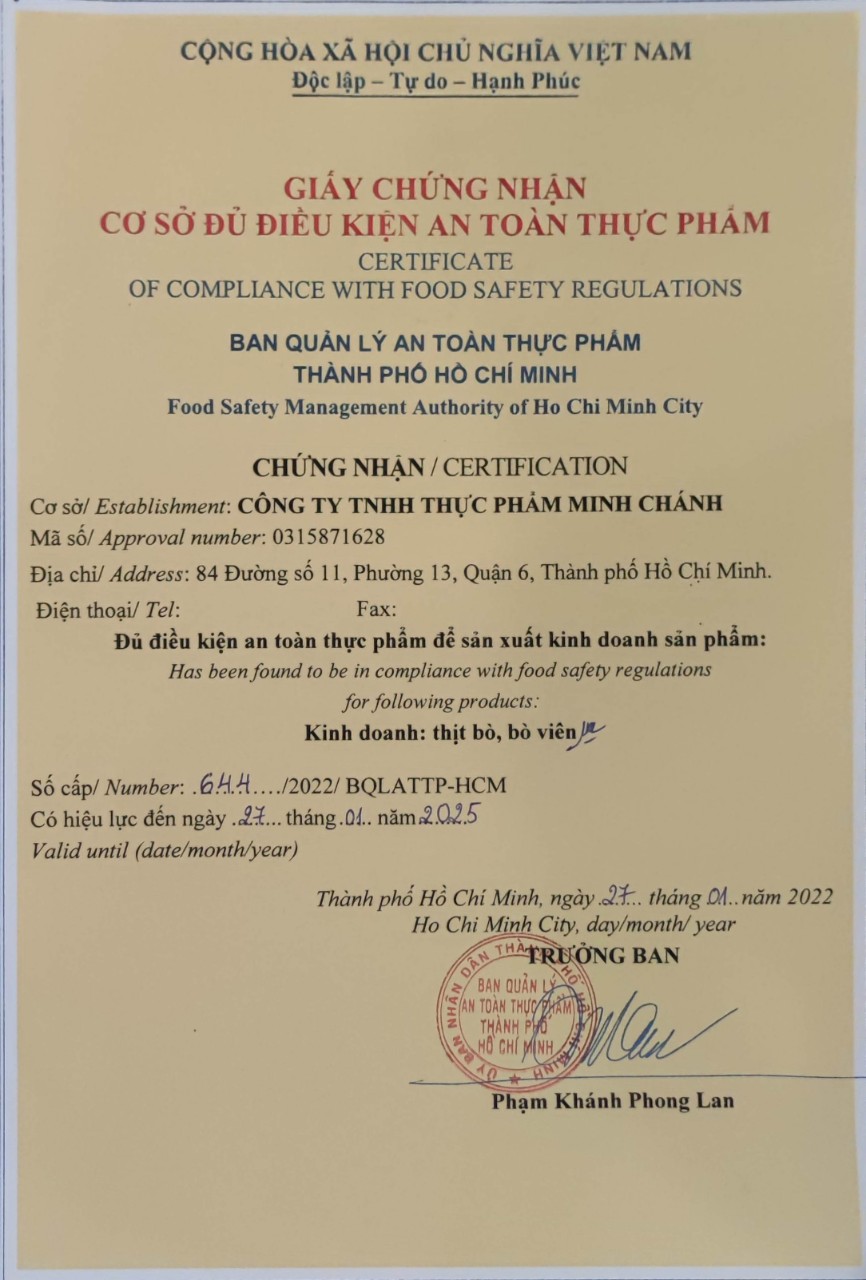 CỘNG HÒA XÃ HỘI CHỦ NGHĨA VIỆT NAM
Độc lập – Tự do – Hạnh Phúc
GIẤY CHỨNG NHẬN
CƠ SỞ ĐỦ ĐIỀU KIỆN AN TOÀN THỰC PHẨM
CERTIFICATE
OF COMPLIANCE WITH FOOD SAFETY REGULATIONS
BAN QUẢN LÝ AN TOÀN THỰC PHẨM
THÀNH PHỐ HỒ CHÍ MINH
Food Safety Management Authority of Ho Chi Minh City
CHỨNG NHẬN / CERTIFICATION
Cơ sở/ Establishment: CÔNG TY TNHH THỰC PHẨM MINH CHÁNH
Mã số/ Approval number: 0315871628
Địa chỉ/ Address: 84 Đường số 11, Phường 13, Quận 6, Thành phố Hồ Chí Minh.
Điện thoại/ Tel: Fax:
Đủ điều kiện an toàn thực phẩm để sản xuất kinh doanh sản phẩm:
Has been found to be in compliance with food safety regulations
for following products:
Kinh doanh: thịt bò, bò viên
Số cấp/ Number: .644..../2022/ BQLATTP-HCM
Có hiệu lực đến ngày .27... tháng .01.. năm 2025
Valid until (date/month/year)
Thành phố Hồ Chí Minh, ngày .27... tháng 01..năm 2022
Ho Chi Minh City, day/month/ year
TRƯỞNG BAN
ỦY BAN NHÂN DÂN THÀNH PHỐ HỒ CHÍ MINH
BAN QUẢN LÝ
AN TOÀN THỰC PHẨM
THÀNH PHỐ
HỒ CHÍ MINH
Phạm Khánh Phong Lan